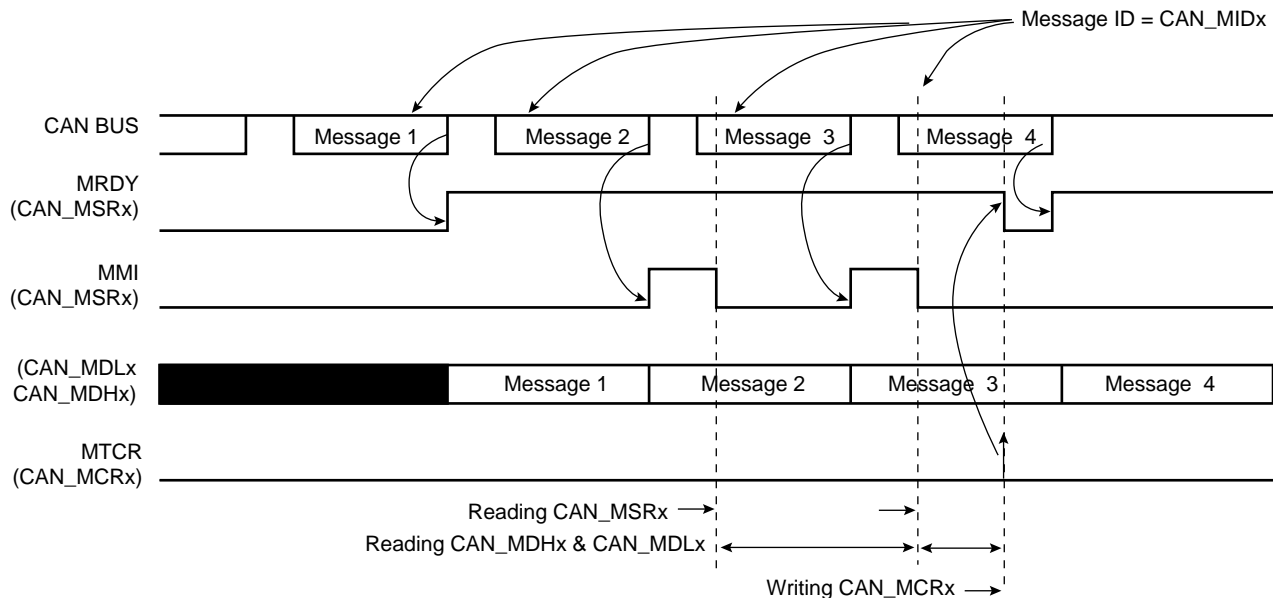 Message ID = CAN_MIDx
CAN BUS
Message 1
Message 2
Message 3
Message 4
MRDY
(CAN_MSRx)
MMI
(CAN_MSRx)
(CAN_MDLx
CAN_MDHx)
Message 1
Message 2
Message 3
Message 4
MTCR
(CAN_MCRx)
Reading CAN_MSRx
Reading CAN_MDHx & CAN_MDLx
Writing CAN_MCRx